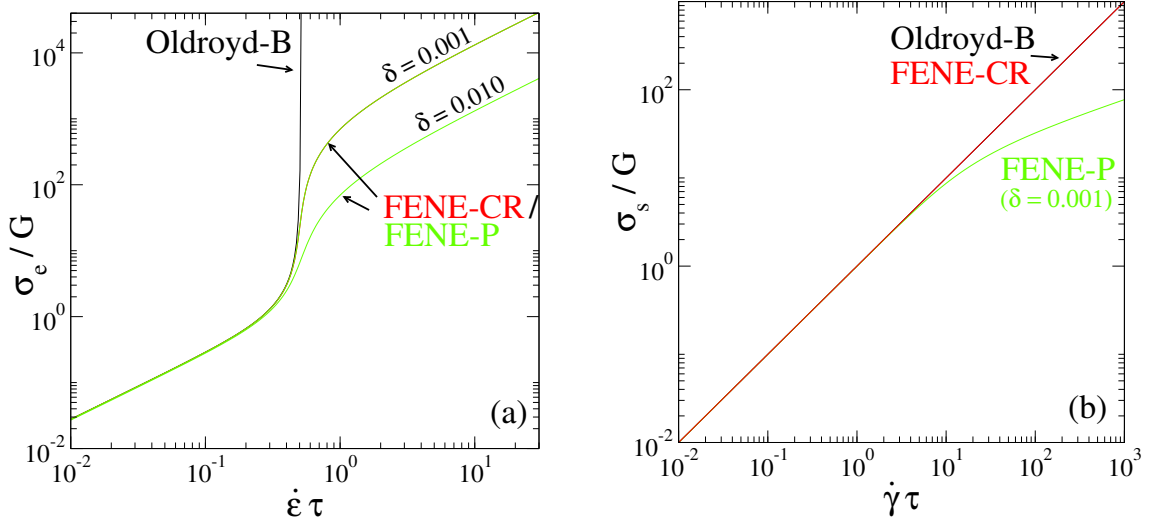 10^4
Oldroyd-B
δ = 0.001
δ = 0.010
10^2
FENE-CR /
FENE-P
σ_e / G
10^0
(a)
10^-2
10^-2
10^-1
10^0
10^1
ε̇ τ
Oldroyd-B
FENE-CR
10^2
FENE-P
(δ = 0.001)
σ_s / G
10^0
(b)
10^-2
10^-2
10^-1
10^0
10^1
10^2
10^3
γ̇ τ